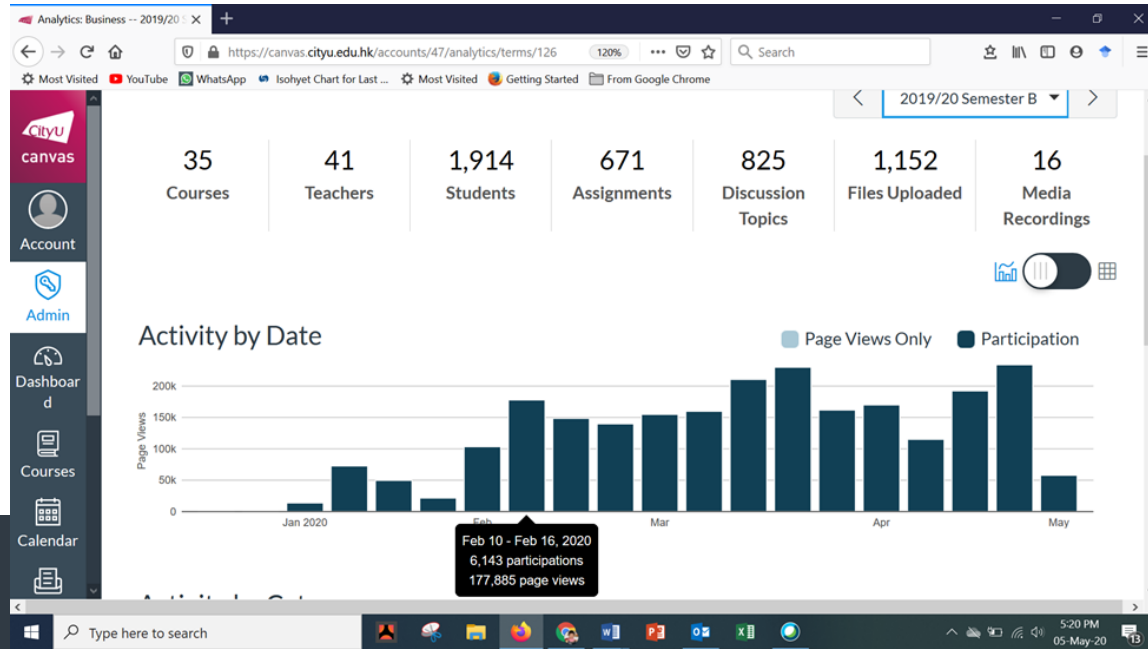 Analytics: Business -- 2019/20 S
https://canvas.cityu.edu.hk/accounts/47/analytics/terms/126
120%
Search
Most Visited
YouTube
WhatsApp
Isohyet Chart for Last ...
Most Visited
Getting Started
From Google Chrome
2019/20 Semester B
CityU
canvas
Account
Admin
Dashboar
d
Courses
Calendar
35
Courses
41
Teachers
1,914
Students
671
Assignments
825
Discussion
Topics
1,152
Files Uploaded
16
Media
Recordings
Activity by Date
Page Views Only
Participation
Page Views
200k
150k
100k
50k
0
Jan 2020
Feb
Mar
Apr
May
Feb 10 - Feb 16, 2020
6,143 participations
177,885 page views
Type here to search
5:20 PM
05-May-20
13